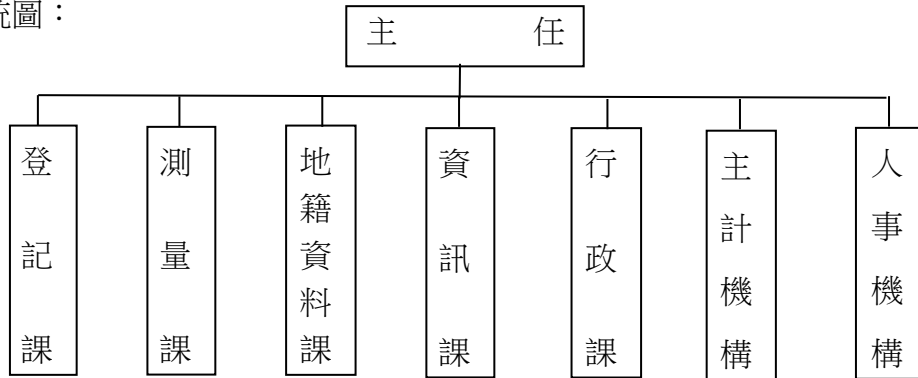 統圖：
主 任
登記課
測量課
地籍資料課
資訊課
行政課
主計機構
人事機構